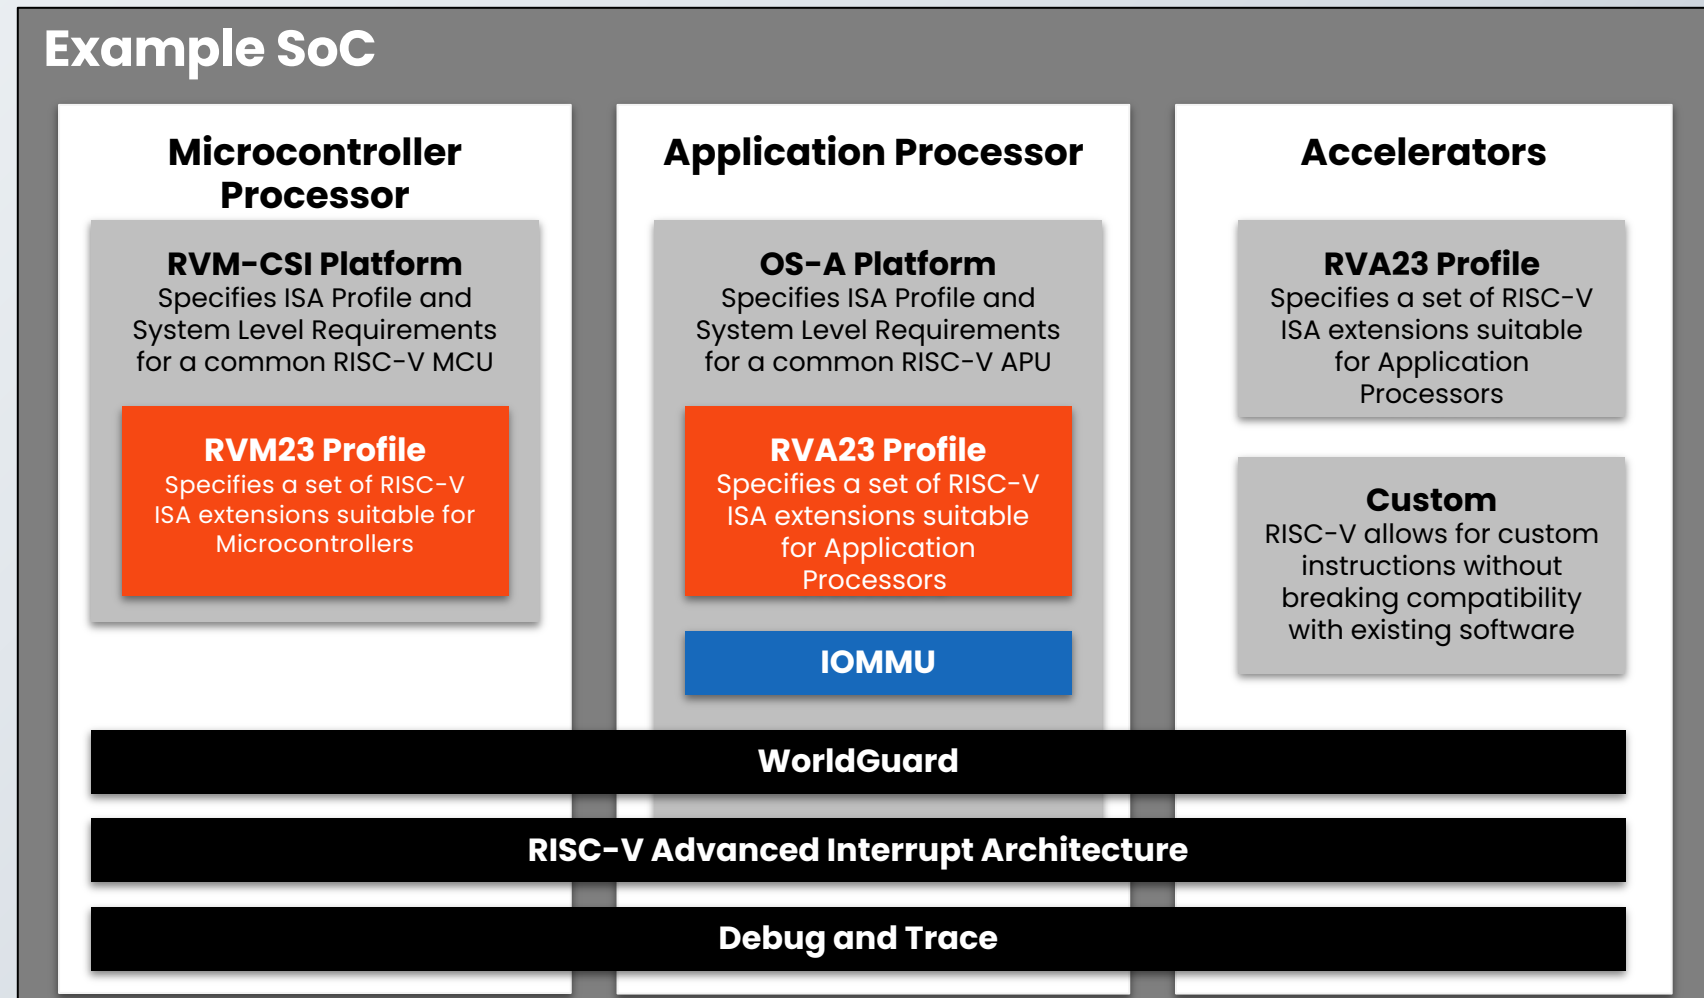 Example SoC
Microcontroller
Processor
RVM-CSI Platform
Specifies ISA Profile and
System Level Requirements
for a common RISC-V MCU
RVM23 Profile
Specifies a set of RISC-V
ISA extensions suitable for
Microcontrollers
Application Processor
OS-A Platform
Specifies ISA Profile and
System Level Requirements
for a common RISC-V APU
RVA23 Profile
Specifies a set of RISC-V
ISA extensions suitable
for Application
Processors
IOMMU
Accelerators
RVA23 Profile
Specifies a set of RISC-V
ISA extensions suitable
for Application
Processors
Custom
RISC-V allows for custom
instructions without
breaking compatibility
with existing software
WorldGuard
RISC-V Advanced Interrupt Architecture
Debug and Trace